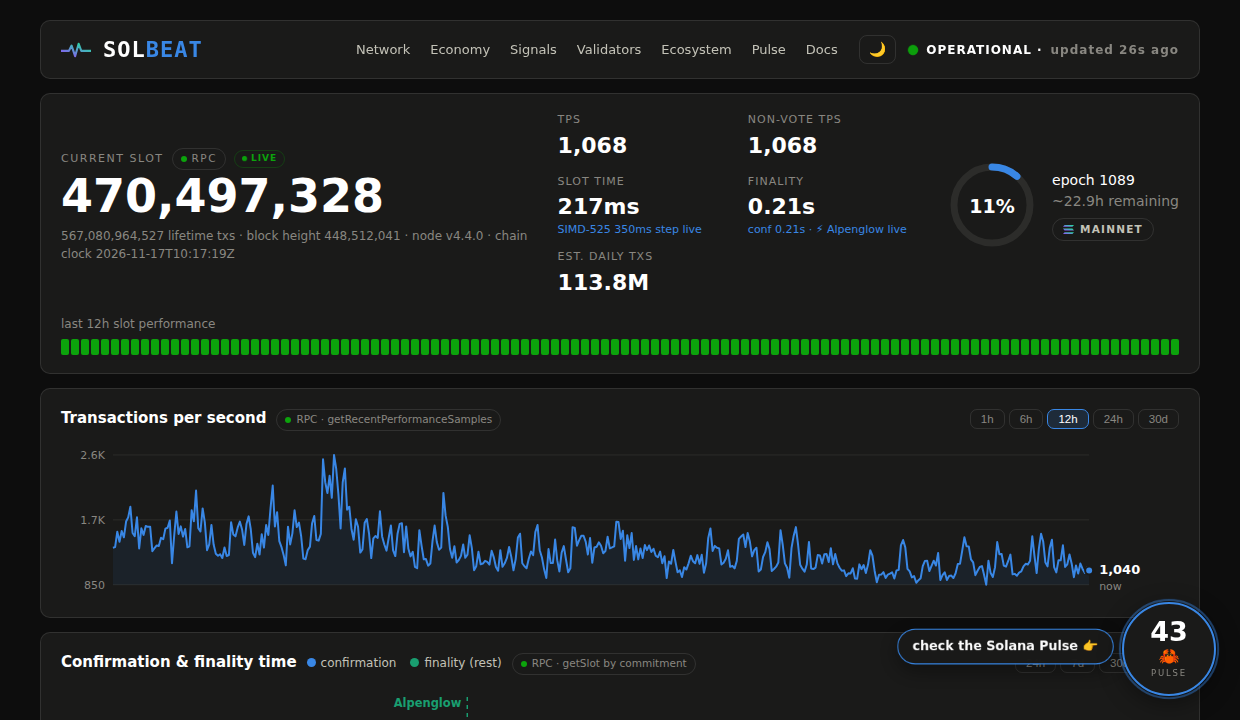 SOLBEAT
Network Economy Signals Validators Ecosystem Pulse Docs
OPERATIONAL · updated 26s ago
CURRENT SLOT RPC LIVE
470,497,328
567,080,964,527 lifetime txs · block height 448,512,041 · node v4.4.0 · chain
clock 2026-11-17T10:17:19Z
TPS
1,068
NON-VOTE TPS
1,068
SLOT TIME
217ms
SIMD-525 350ms step live
FINALITY
0.21s
conf 0.21s · ⚡ Alpenglow live
EST. DAILY TXS
113.8M
11%
epoch 1089
~22.9h remaining
MAINNET
last 12h slot performance
Transactions per second RPC · getRecentPerformanceSamples
1h 6h 12h 24h 30d
2.6K
1.7K
850
1,040
now
Confirmation & finality time confirmation finality (rest) RPC · getSlot by commitment
Alpenglow
check the Solana Pulse 👉
43
PULSE